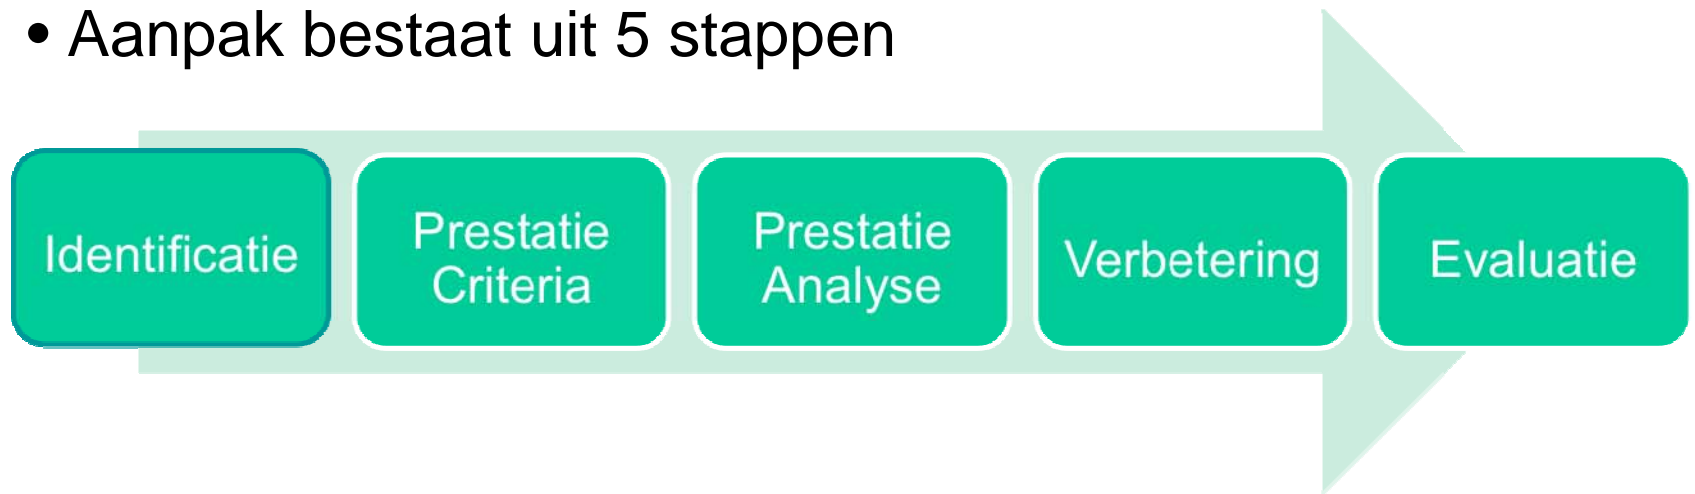 • Aanpak bestaat uit 5 stappen
Identificatie
Prestatie
Criteria
Prestatie
Analyse
Verbetering
Evaluatie